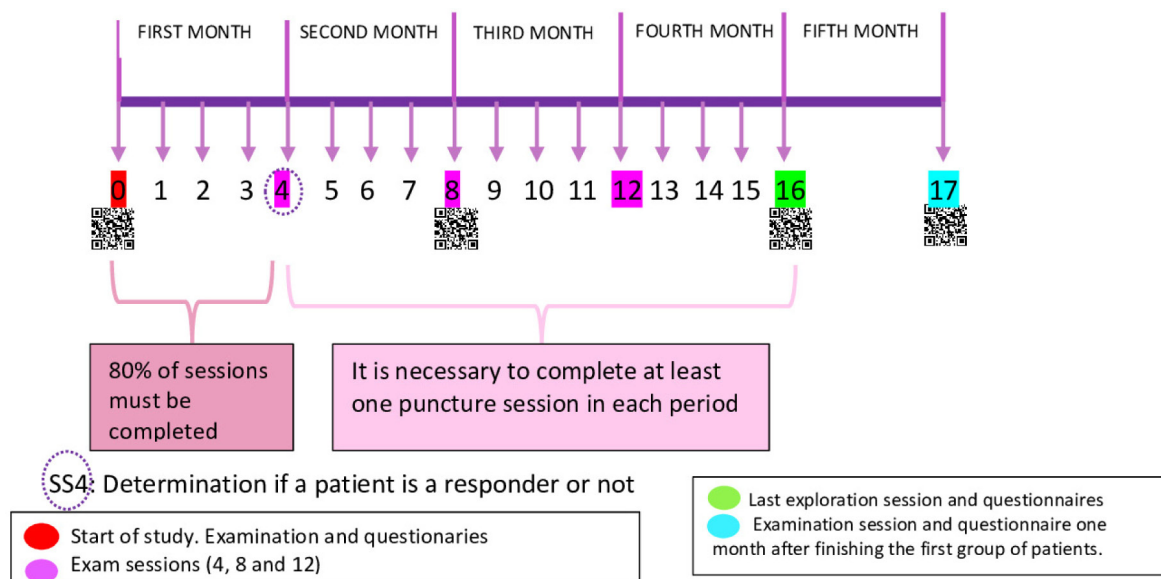 FIRST MONTH SECOND MONTH THIRD MONTH FOURTH MONTH FIFTH MONTH
0 1 2 3 4 5 6 7 8 9 10 11 12 13 14 15 16 17
80% of sessions
must be
completed
It is necessary to complete at least
one puncture session in each period
SS4: Determination if a patient is a responder or not
Start of study. Examination and questionaries
Exam sessions (4, 8 and 12)
Last exploration session and questionnaires
Examination session and questionnaire one
month after finishing the first group of patients.